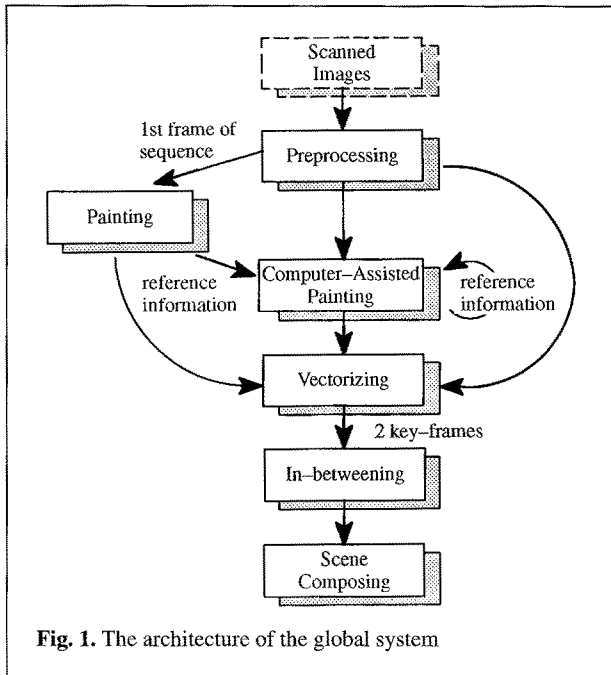 Scanned
Images
1st frame of
sequence
Preprocessing
Painting
reference
information
Computer–Assisted
Painting
reference
information
Vectorizing
2 key–frames
In–betweening
Scene
Composing
Fig. 1. The architecture of the global system